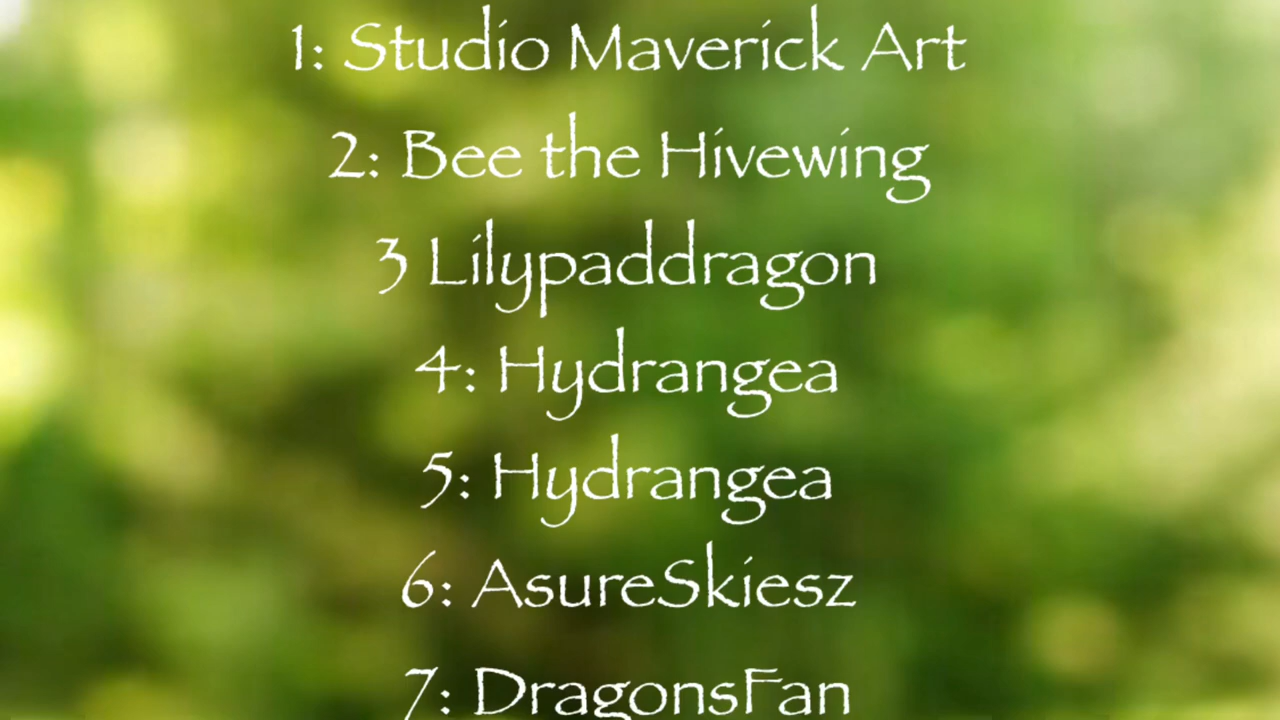 1: Studio Maverick Art
2: Bee the Hivewing
3 Lilypaddragon
4: Hydrangea
5: Hydrangea
6: AsureSkiesz
7: DragonsFan